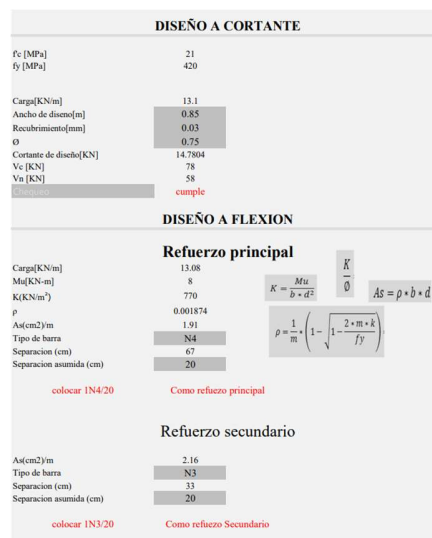 DISEÑO A CORTANTE
f'c [MPa] 21
fy [MPa] 420
Carga[KN/m] 13.1
Ancho de diseno[m] 0.85
Recubrimiento[mm] 0.03
Ø 0.75
Cortante de diseño[KN] 14.7804
Vc [KN] 78
Vn [KN] 58
Chequeo cumple
DISEÑO A FLEXION
Refuerzo principal
Carga[KN/m] 13.08
Mu[KN-m] 8
K(KN/m²) 770
ρ 0.001874
As(cm2)/m 1.91
Tipo de barra N4
Separacion (cm) 67
Separacion asumida (cm) 20
K = Mu / b * d²
K / Ø
As = ρ * b * d
ρ = 1/m * (1 − √(1 − 2 * m * k / fy))
colocar 1N4/20 Como refuezo principal
Refuerzo secundario
As(cm2)/m 2.16
Tipo de barra N3
Separacion (cm) 33
Separacion asumida (cm) 20
colocar 1N3/20 Como refuezo Secundario